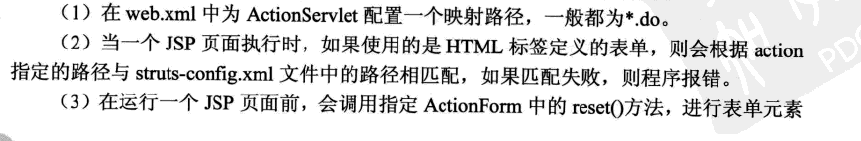 （1）在 web.xml 中为 ActionServlet 配置一个映射路径，一般都为*.do。
（2）当一个 JSP 页面执行时，如果使用的是 HTML 标签定义的表单，则会根据 action
指定的路径与 struts-config.xml 文件中的路径相匹配，如果匹配失败，则程序报错。
（3）在运行一个 JSP 页面前，会调用指定 ActionForm 中的 reset()方法，进行表单元素